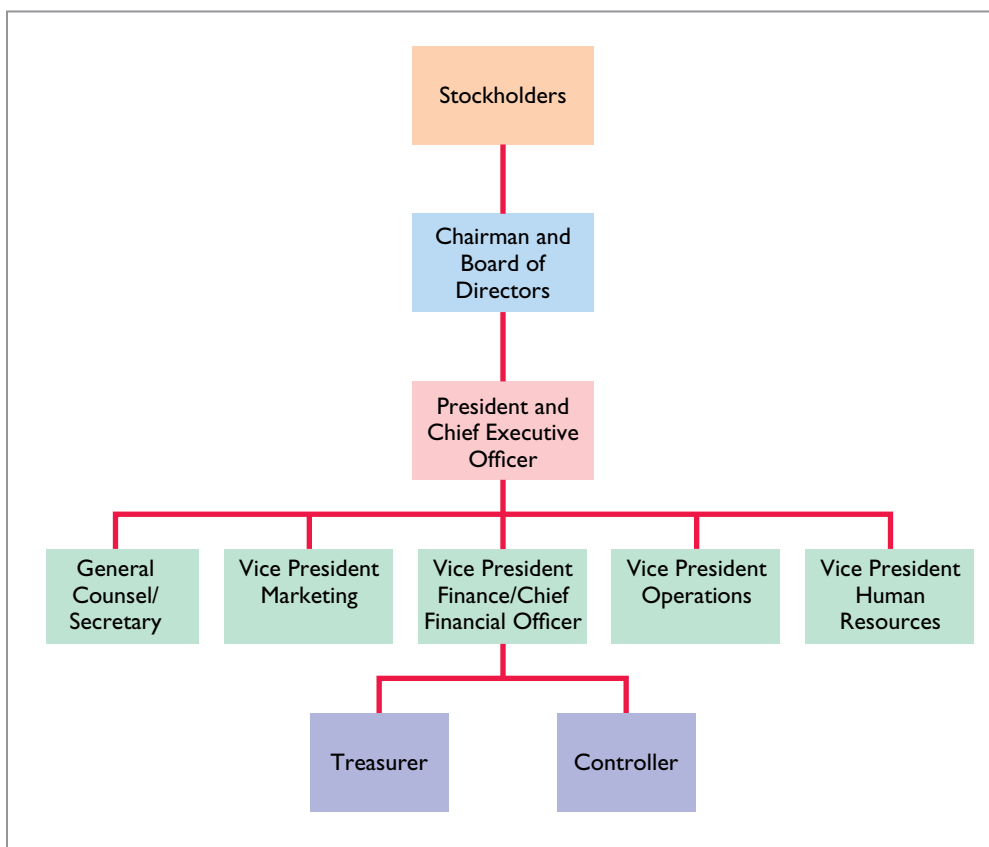 Stockholders
Chairman and
Board of
Directors
President and
Chief Executive
Officer
General
Counsel/
Secretary
Vice President
Marketing
Vice President
Finance/Chief
Financial Officer
Vice President
Operations
Vice President
Human
Resources
Treasurer
Controller